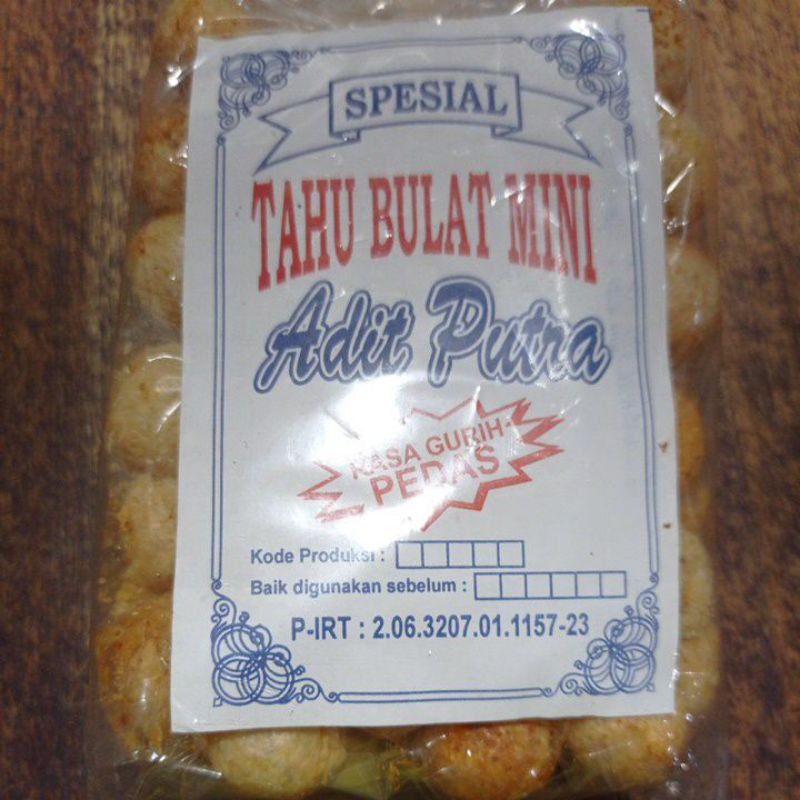 SPESIAL
TAHU BULAT MINI
Adit Putra
RASA GURIH-
PEDAS
Kode Produksi :
Baik digunakan sebelum :
P-IRT : 2.06.3207.01.1157-23